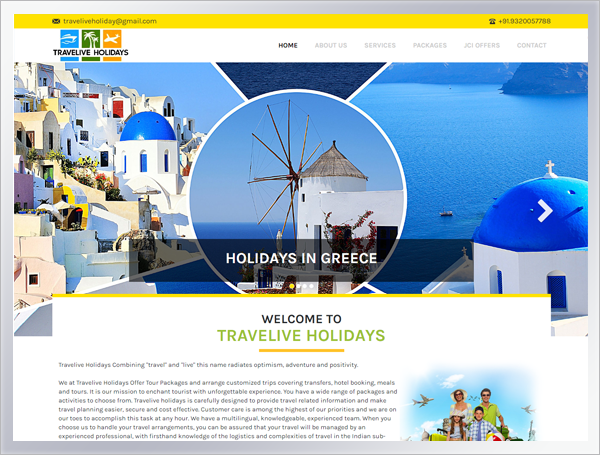 traveliveholiday@gmail.com
+91.9320057788
TRAVELIVE HOLIDAYS
HOME
ABOUT US
SERVICES
PACKAGES
JCI OFFERS
CONTACT
HOLIDAYS IN GREECE
WELCOME TO
TRAVELIVE HOLIDAYS
Travelive Holidays Combining "travel" and "live" this name radiates optimism, adventure and positivity.
We at Travelive Holidays Offer Tour Packages and arrange customized trips covering transfers, hotel booking, meals
and tours. It is our mission to enchant tourist with unforgettable experience. You have a wide range of packages and
activities to choose from. Travelive holidays is carefully designed to provide travel related information and make
travel planning easier, secure and cost effective. Customer care is among the highest of our priorities and we are on
our toes to accomplish this task at any hour. We have a multilingual, knowledgeable, experienced team. When you
choose us to handle your travel arrangements, you can be assured that your travel will be managed by an
experienced professional, with firsthand knowledge of the logistics and complexities of travel in the Indian sub-